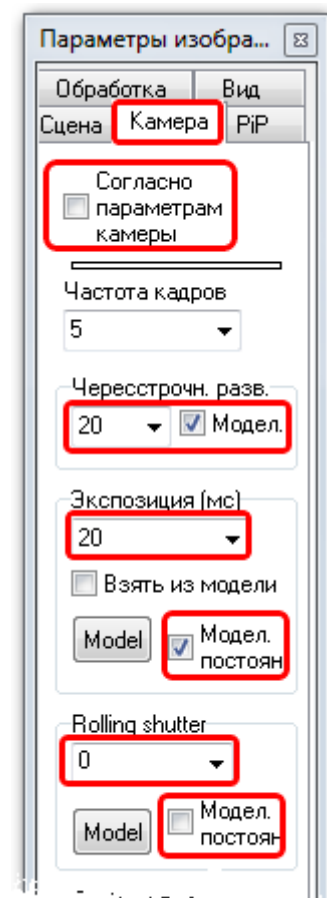 Параметры изобра...
Обработка Вид
Сцена Камера PiP
Согласно
параметрам
камеры
Частота кадров
5
Чересстрочн. разв.
20 Модел.
Экспозиция (мс)
20
Взять из модели
Model Модел.
постоян
Rolling shutter
0
Model Модел.
постоян